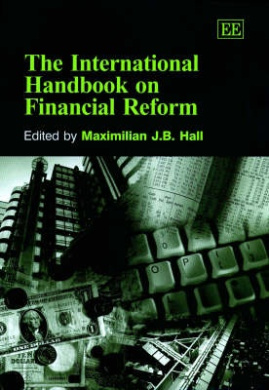 EE
The International
Handbook on
Financial Reform
Edited by Maximilian J.B. Hall